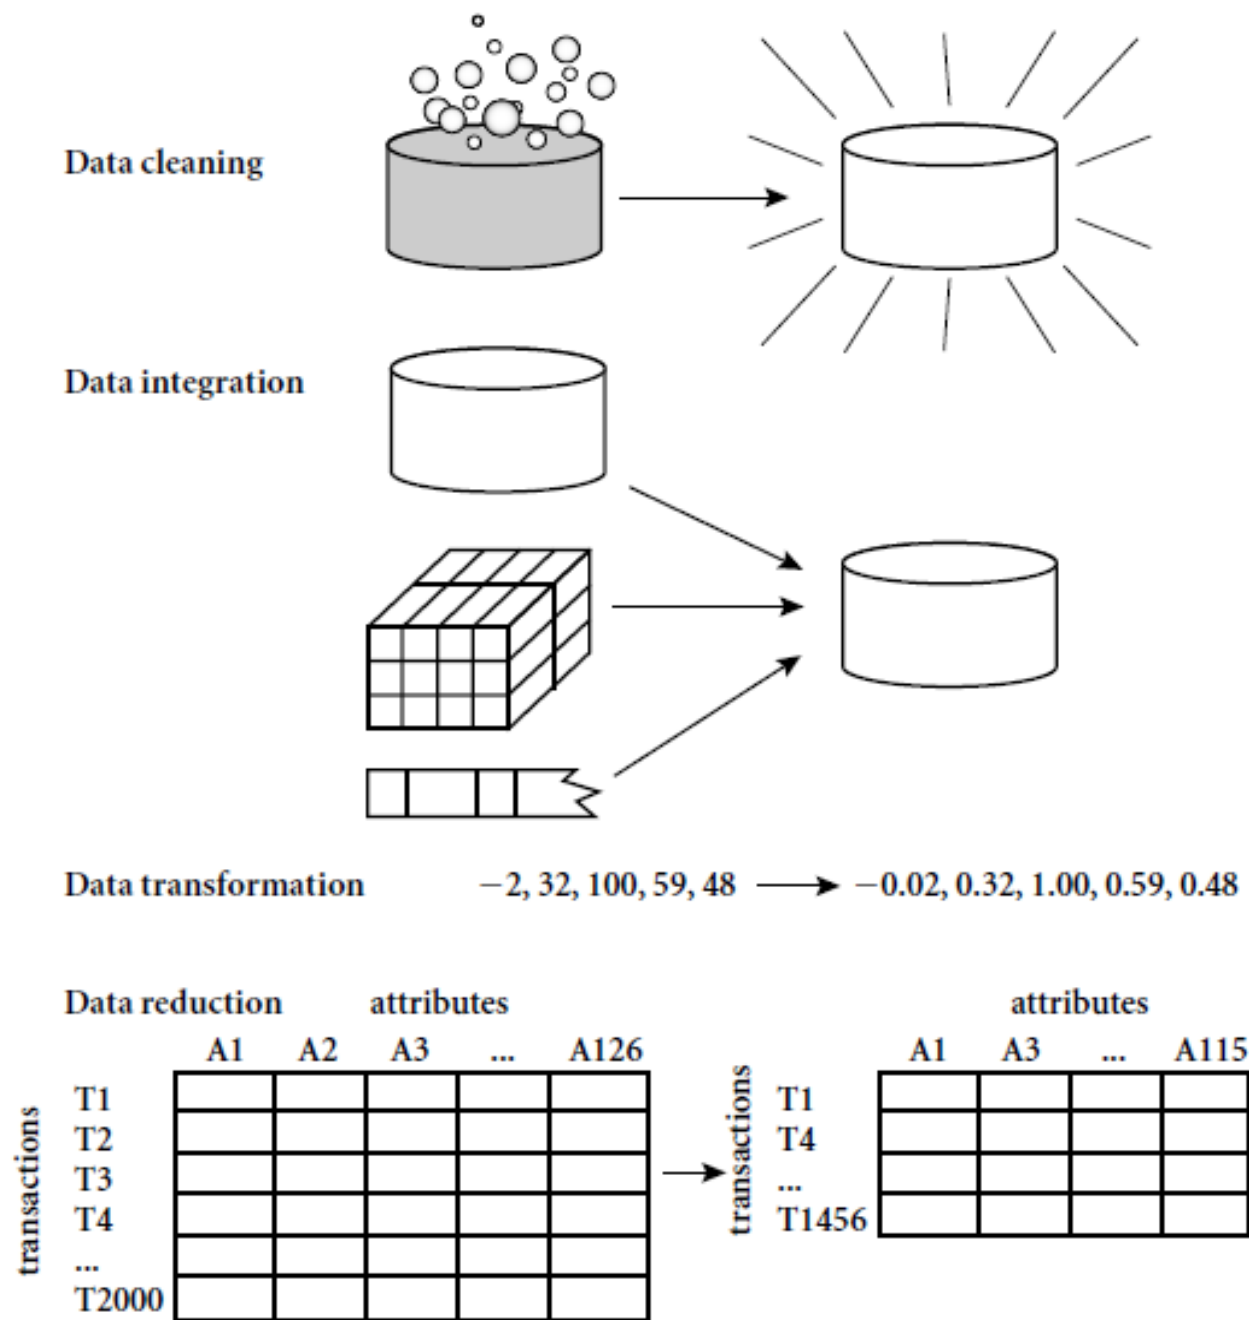 Data cleaning
Data integration
Data transformation −2, 32, 100, 59, 48 −0.02, 0.32, 1.00, 0.59, 0.48
Data reduction attributes attributes
A1 A2 A3 ... A126 A1 A3 ... A115
transactions
T1
T2
T3
T4
...
T2000
transactions
T1
T4
...
T1456